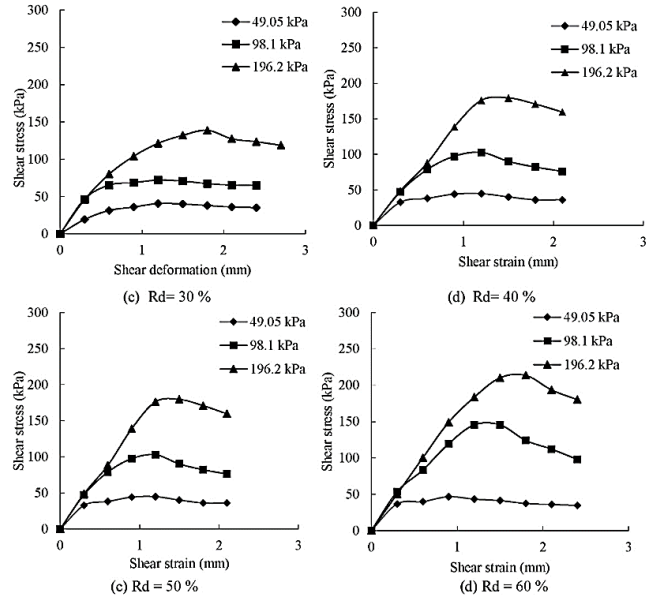 300
250
200
150
100
50
0
Shear stress (kPa)
49.05 kPa
98.1 kPa
196.2 kPa
0 1 2 3
Shear deformation (mm)
(c) Rd= 30 %
300
250
200
150
100
50
0
Shear stress (kPa)
49.05 kPa
98.1 kPa
196.2 kPa
0 1 2 3
Shear strain (mm)
(d) Rd= 40 %
300
250
200
150
100
50
0
Shear stress (kPa)
49.05 kPa
98.1 kPa
196.2 kPa
0 1 2 3
Shear strain (mm)
(c) Rd = 50 %
300
250
200
150
100
50
0
Shear stress (kPa)
49.05 kPa
98.1 kPa
196.2 kPa
0 1 2 3
Shear strain (mm)
(d) Rd = 60 %